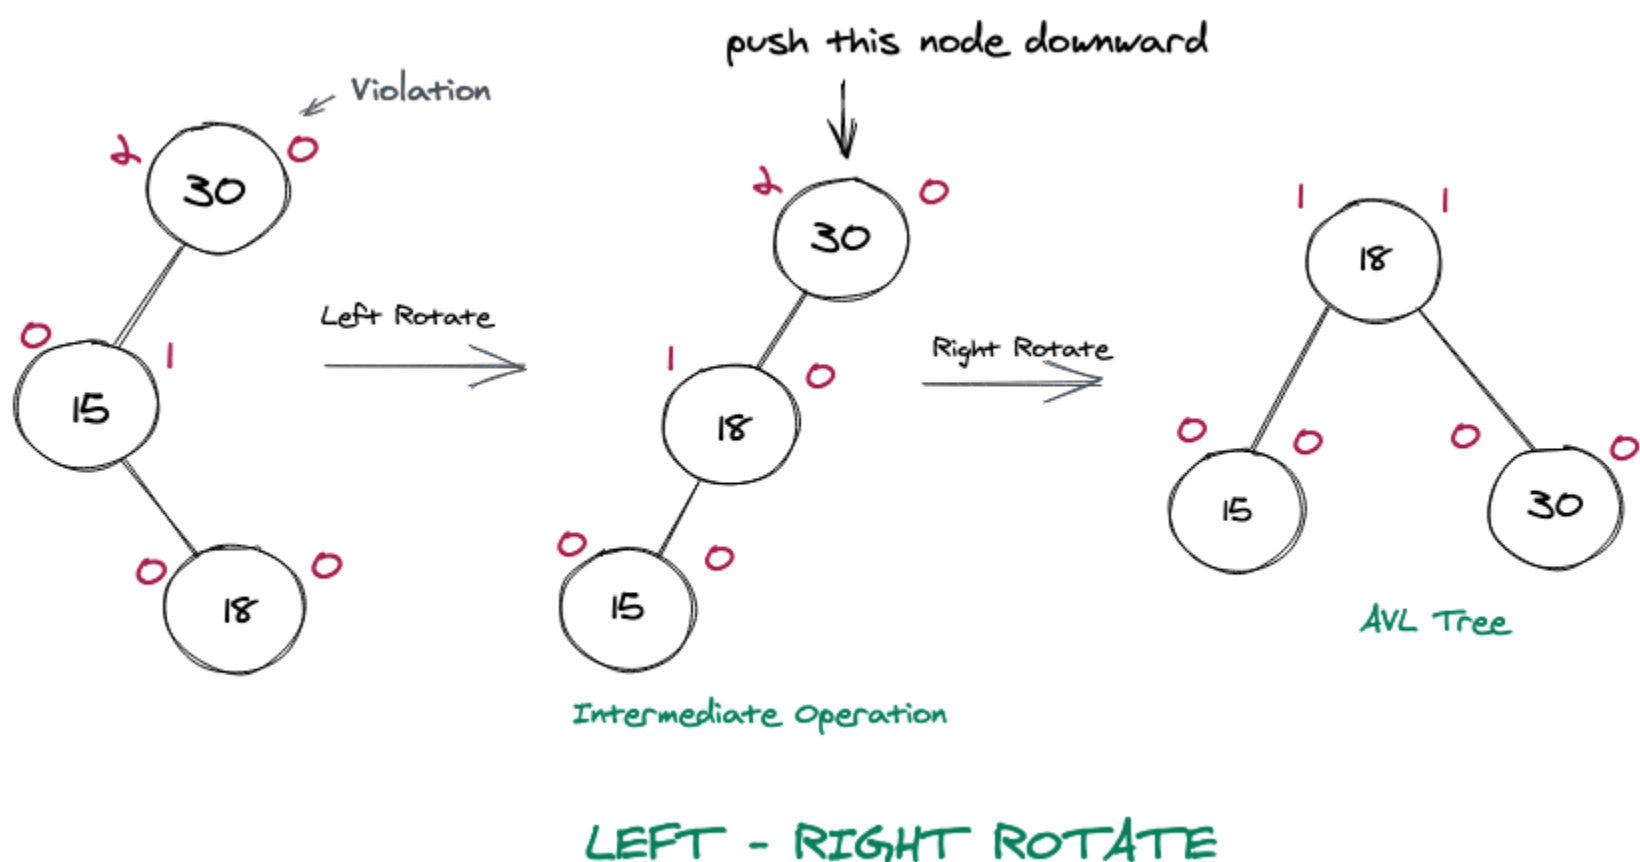 push this node downward
Violation
2 0
30
0 1
15
0 0
18
Left Rotate
2 0
30
1 0
18
0 0
15
Intermediate Operation
Right Rotate
1 1
18
0 0
15
0 0
30
AVL Tree
LEFT - RIGHT ROTATE